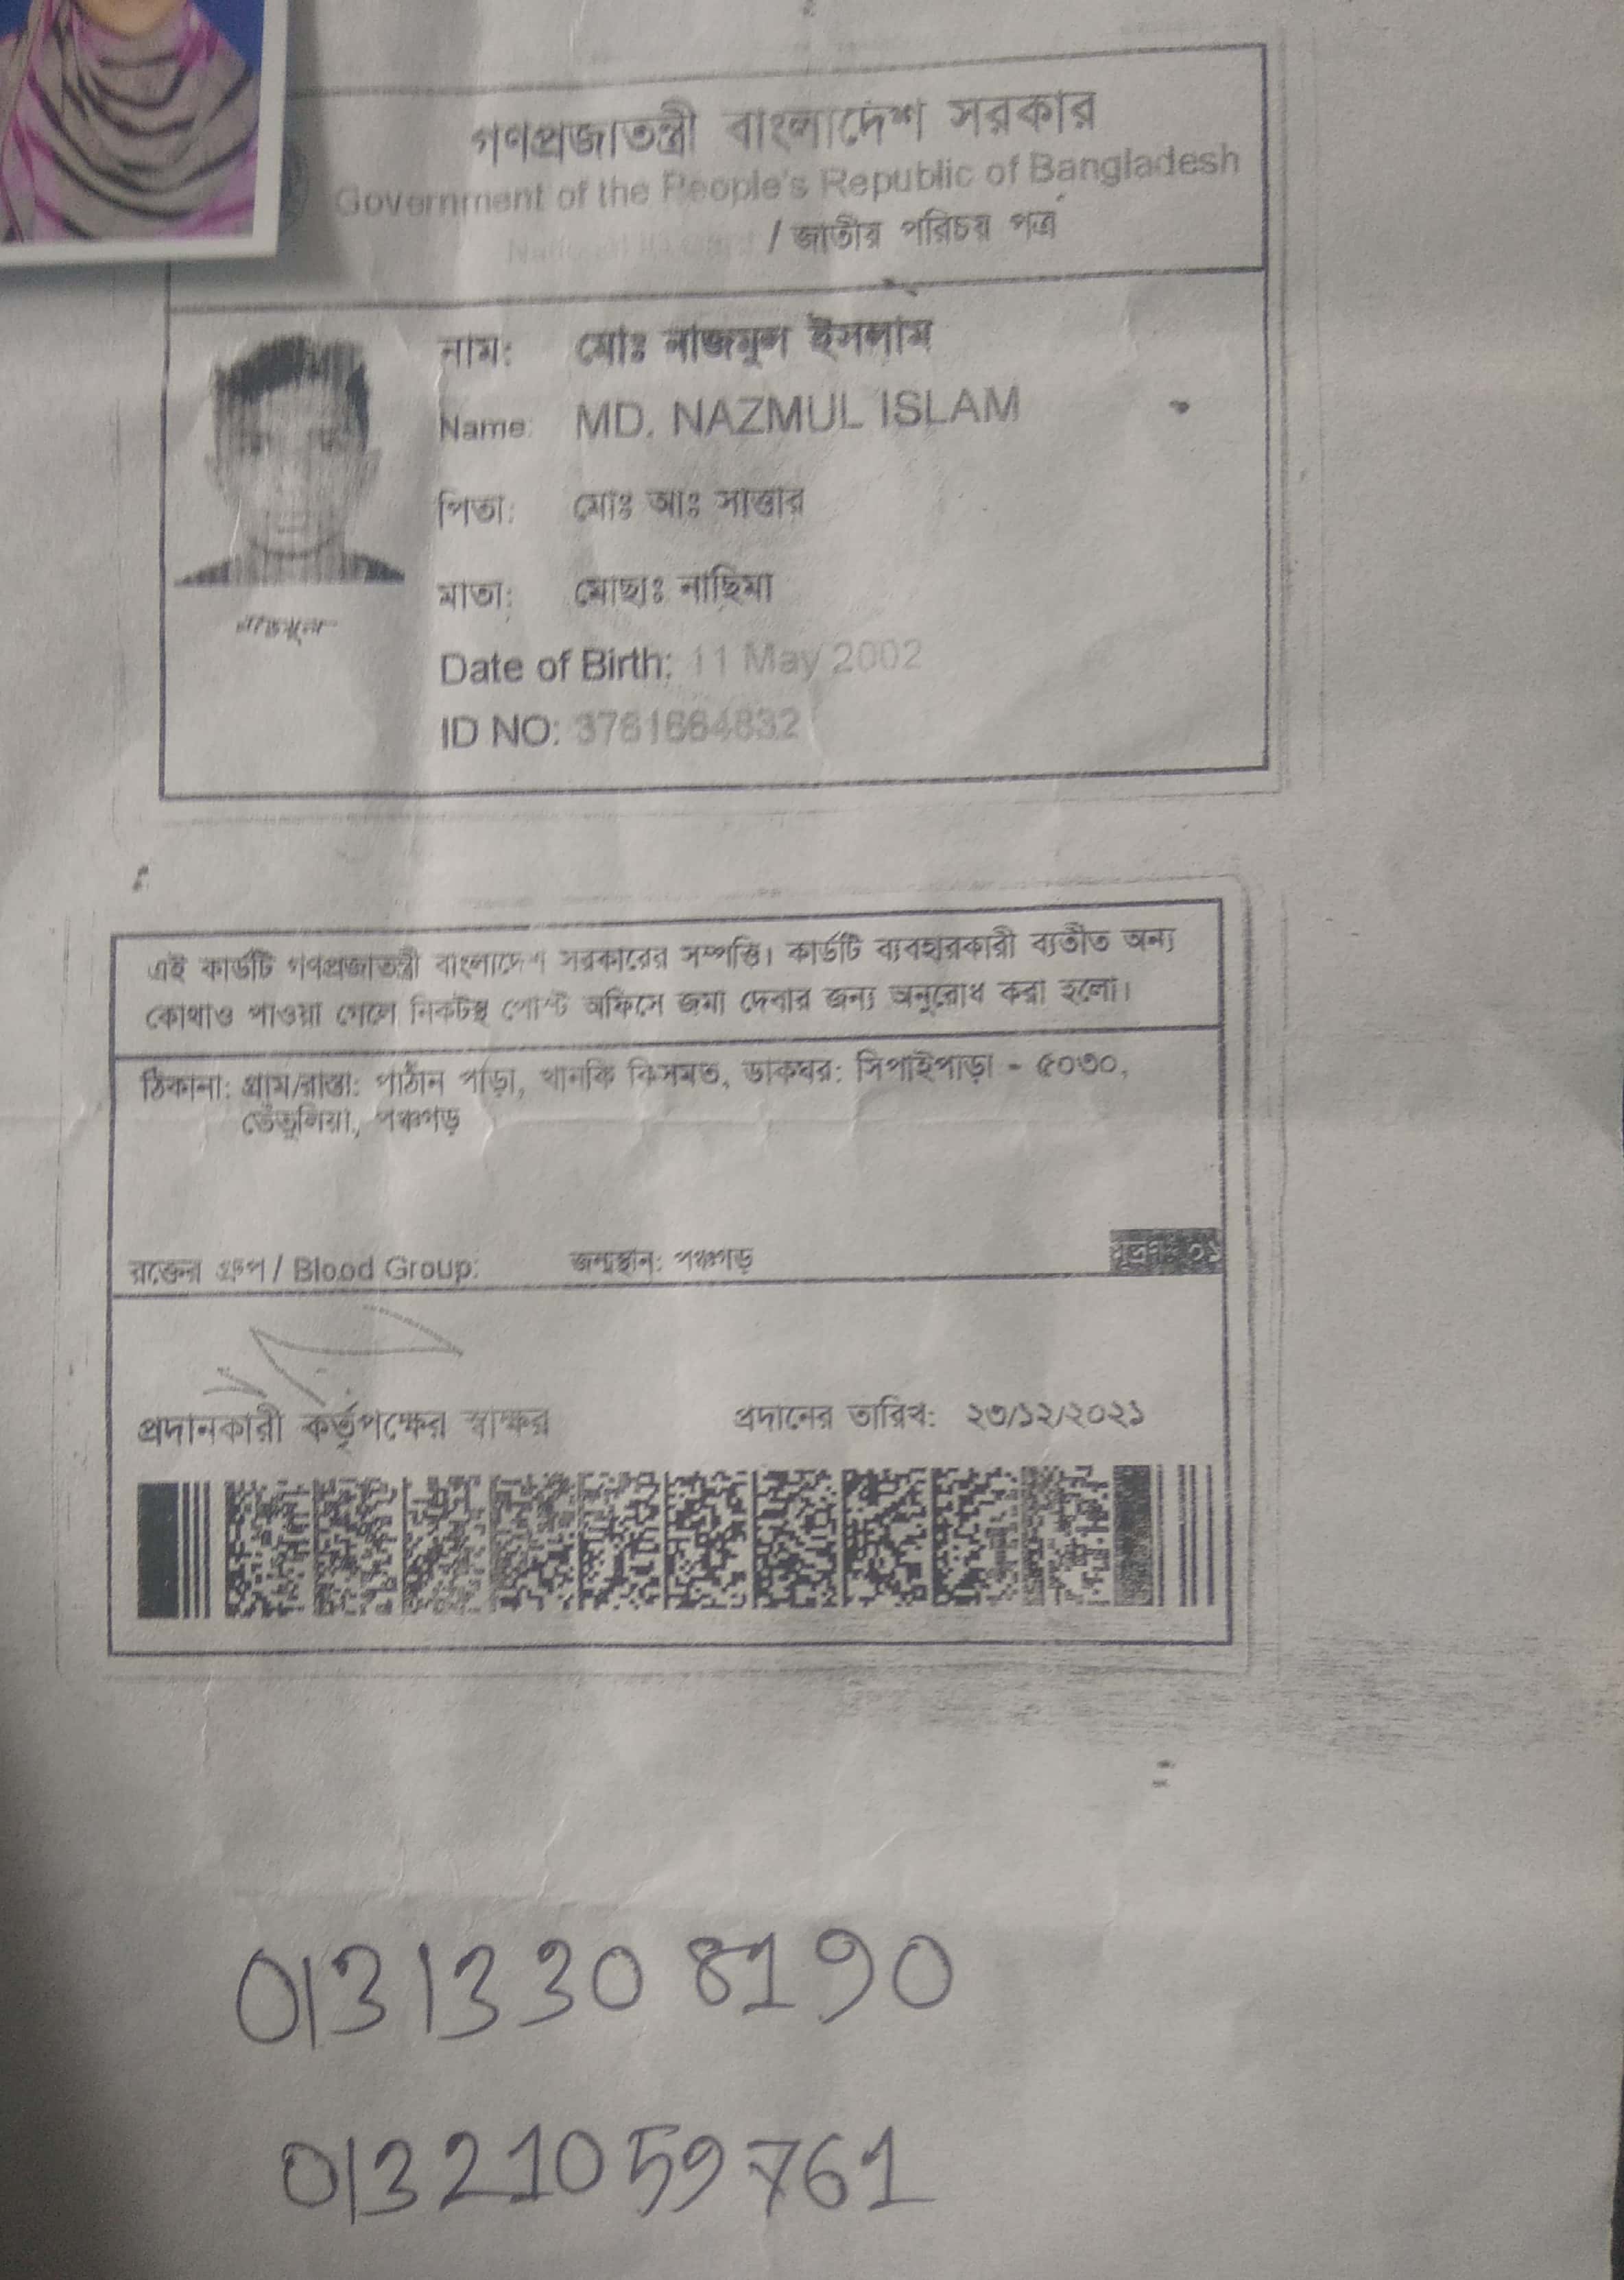 গণপ্রজাতন্ত্রী বাংলাদেশ সরকার
Government of the People's Republic of Bangladesh
National ID Card / জাতীয় পরিচয় পত্র
নাম: মোঃ নাজমুল ইসলাম
Name: MD. NAZMUL ISLAM
পিতা: মোঃ আঃ সাত্তার
মাতা: মোছাঃ নাছিমা
নাজমুল
Date of Birth: 11 May 2002
ID NO:
এই কার্ডটি গণপ্রজাতন্ত্রী বাংলাদেশ সরকারের সম্পত্তি। কার্ডটি ব্যবহারকারী ব্যতীত অন্য
কোথাও পাওয়া গেলে নিকটস্থ পোস্ট অফিসে জমা দেবার জন্য অনুরোধ করা হলো।
ঠিকানা: গ্রাম/রাস্তা: পাঠান পাড়া, খানকি কিসমত, ডাকঘর: সিপাইপাড়া - ৫০৩০,
তেঁতুলিয়া, পঞ্চগড়
রক্তের গ্রুপ / Blood Group: জন্মস্থান: পঞ্চগড় মুদ্রণ: ০১
প্রদানকারী কর্তৃপক্ষের স্বাক্ষর প্রদানের তারিখ: ২৩/১২/২০২১
01313308190
01321059761